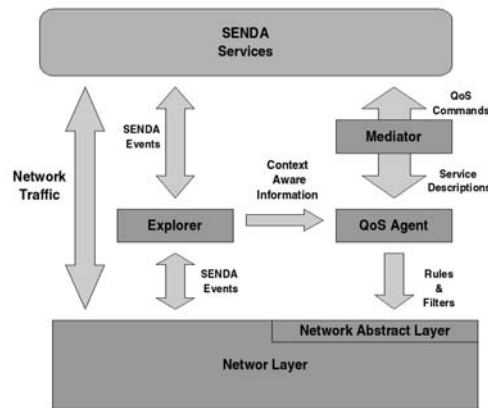 SENDA
Services
SENDA
Events
QoS
Commands
Mediator
Network
Traffic
Context
Aware
Information
Service
Descriptions
Explorer
QoS Agent
SENDA
Events
Rules
&
Filters
Network Abstract Layer
Networ Layer